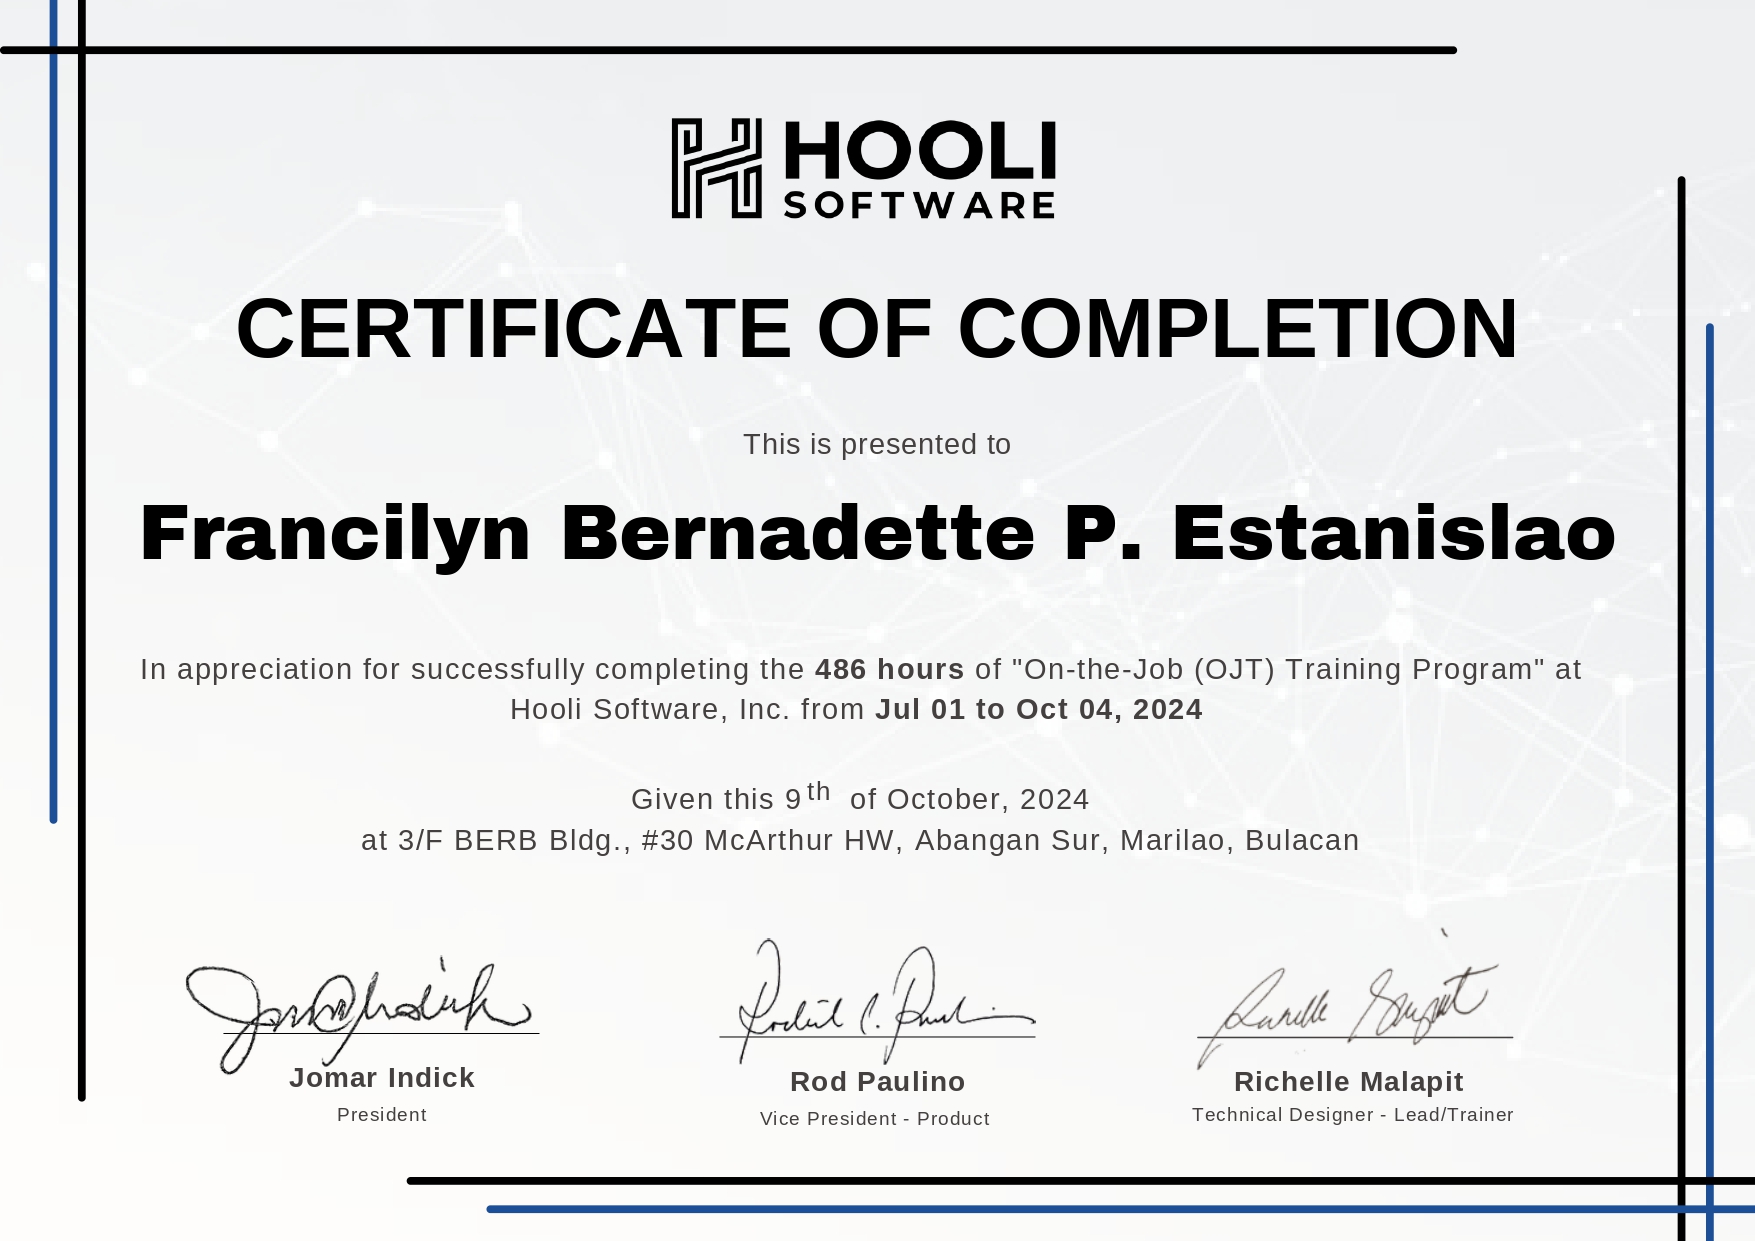 HOOLI
SOFTWARE
CERTIFICATE OF COMPLETION
This is presented to
Francilyn Bernadette P. Estanislao
In appreciation for successfully completing the 486 hours of "On-the-Job (OJT) Training Program" at
Hooli Software, Inc. from Jul 01 to Oct 04, 2024
Given this 9th of October, 2024
at 3/F BERB Bldg., #30 McArthur HW, Abangan Sur, Marilao, Bulacan
Jomar Indick
President
Rod Paulino
Vice President - Product
Richelle Malapit
Technical Designer - Lead/Trainer